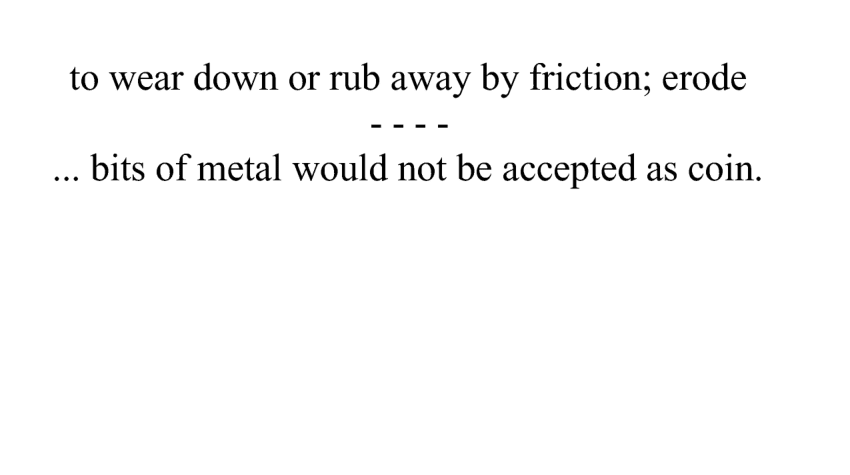 to wear down or rub away by friction; erode
- - - -
... bits of metal would not be accepted as coin.